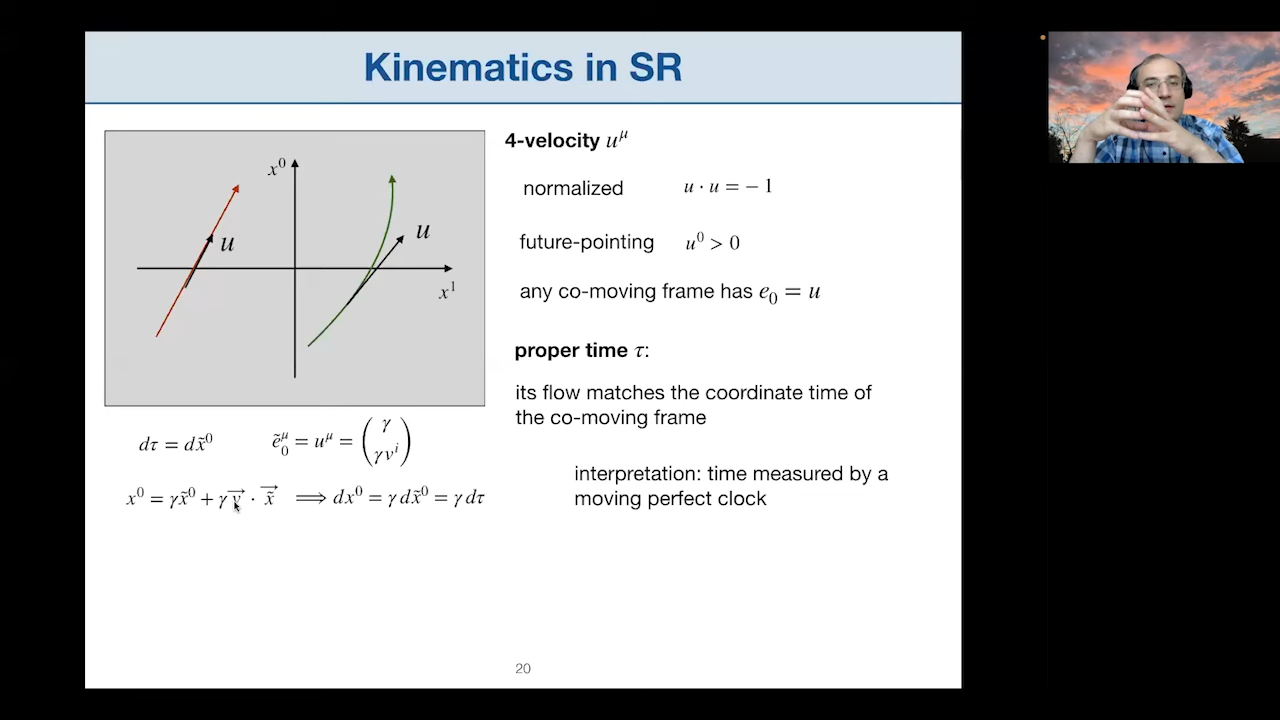 Kinematics in SR
x⁰
u
u
x¹
4-velocity u^μ
normalized u · u = − 1
future-pointing u⁰ > 0
any co-moving frame has e₀ = u
proper time τ:
its flow matches the coordinate time of
the co-moving frame
dτ = dx̃⁰ ẽ₀^μ = u^μ = (γ γvⁱ)
interpretation: time measured by a
moving perfect clock
x⁰ = γx̃⁰ + γv⃗ · x̃⃗ ⟹ dx⁰ = γ dx̃⁰ = γ dτ
20